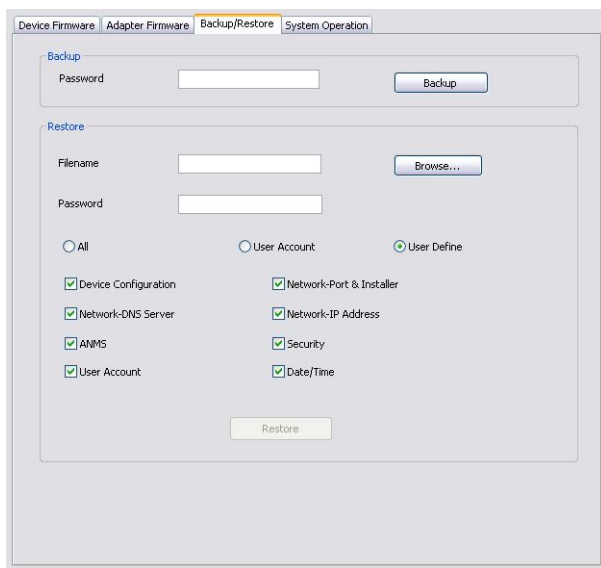 Device Firmware Adapter Firmware Backup/Restore System Operation
Backup
Password Backup
Restore
Filename Browse...
Password
All User Account User Define
Device Configuration Network-Port & Installer
Network-DNS Server Network-IP Address
ANMS Security
User Account Date/Time
Restore